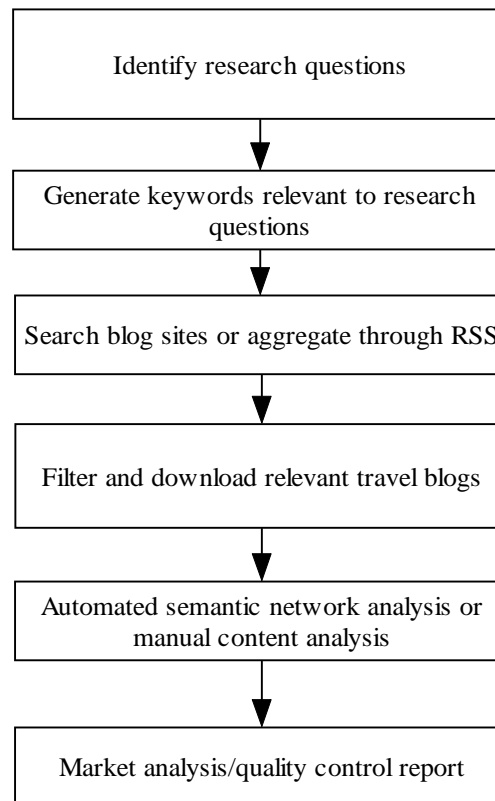 Identify research questions
Generate keywords relevant to research
questions
Search blog sites or aggregate through RSS
Filter and download relevant travel blogs
Automated semantic network analysis or
manual content analysis
Market analysis/quality control report